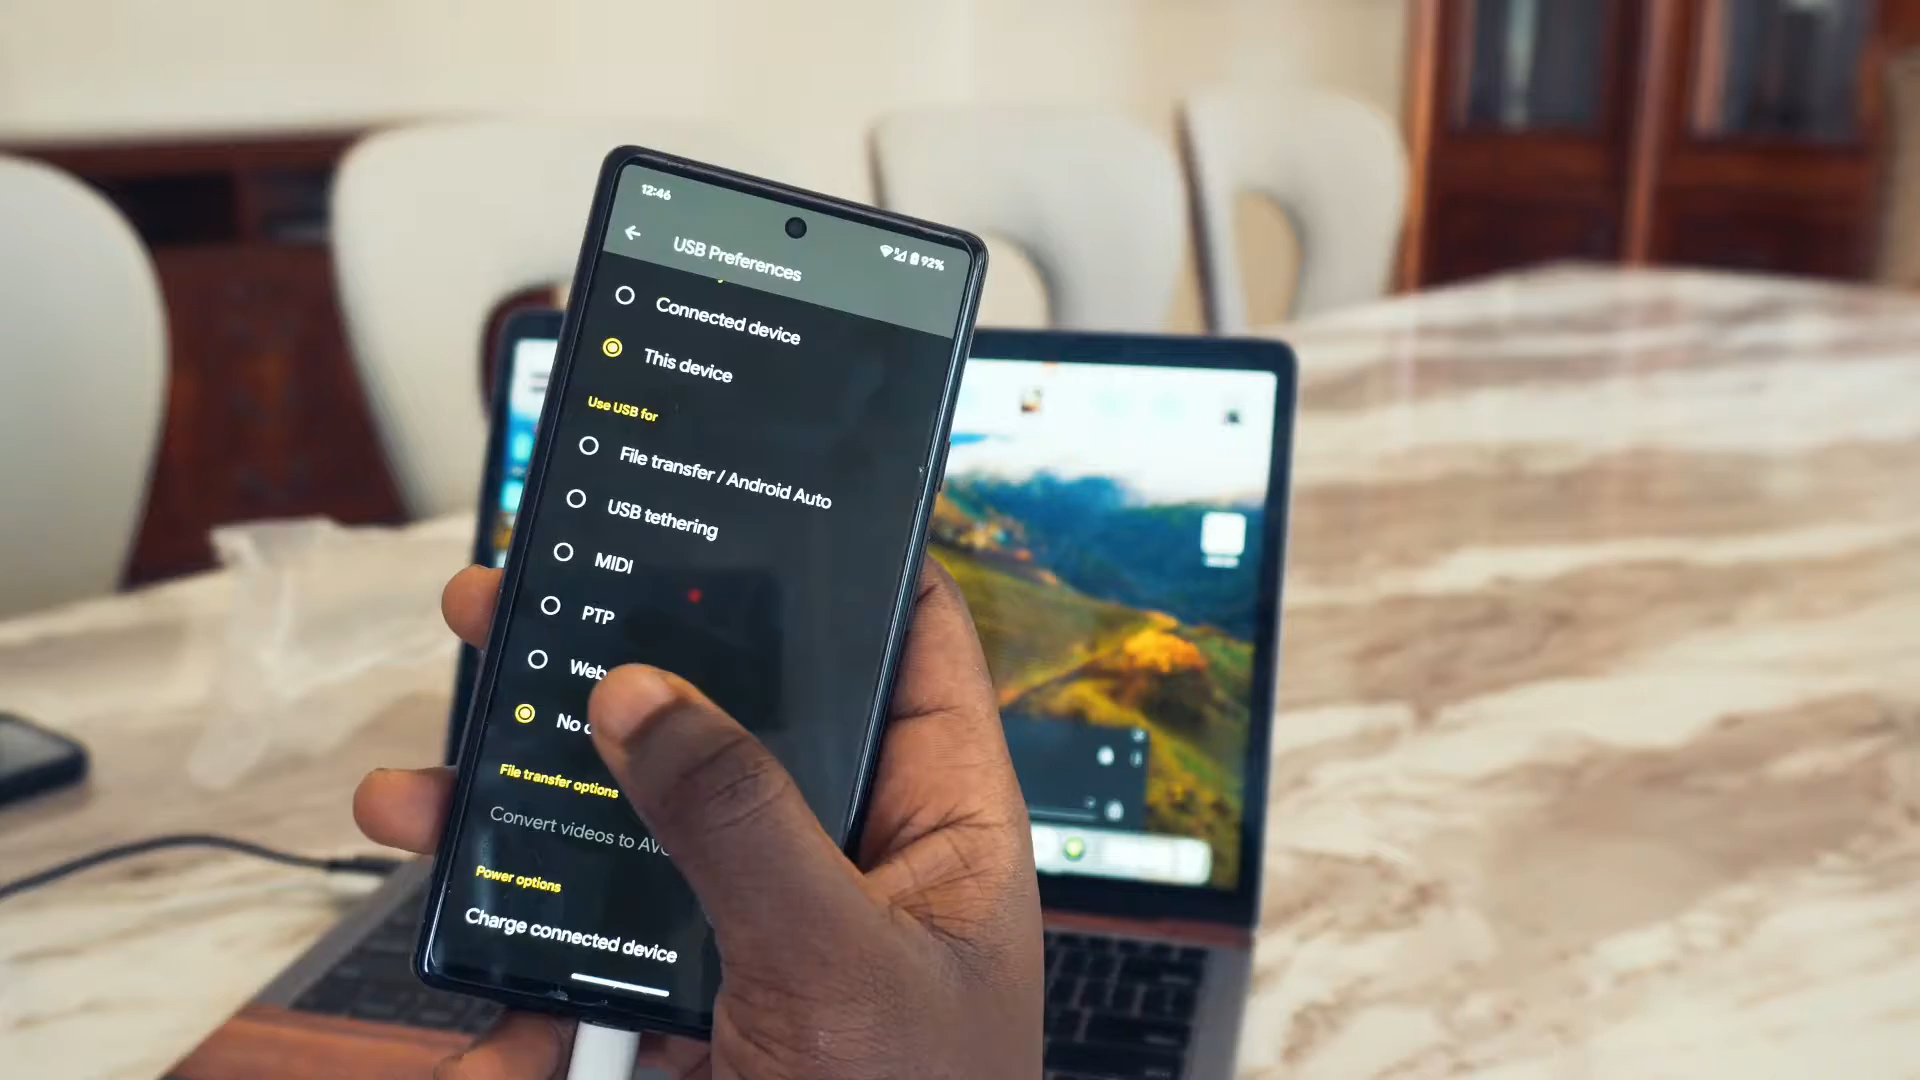 12:46
92%
USB Preferences
Connected device
This device
Use USB for
File transfer / Android Auto
USB tethering
MIDI
PTP
Web
No
File transfer options
Convert videos to AV
Power options
Charge connected device